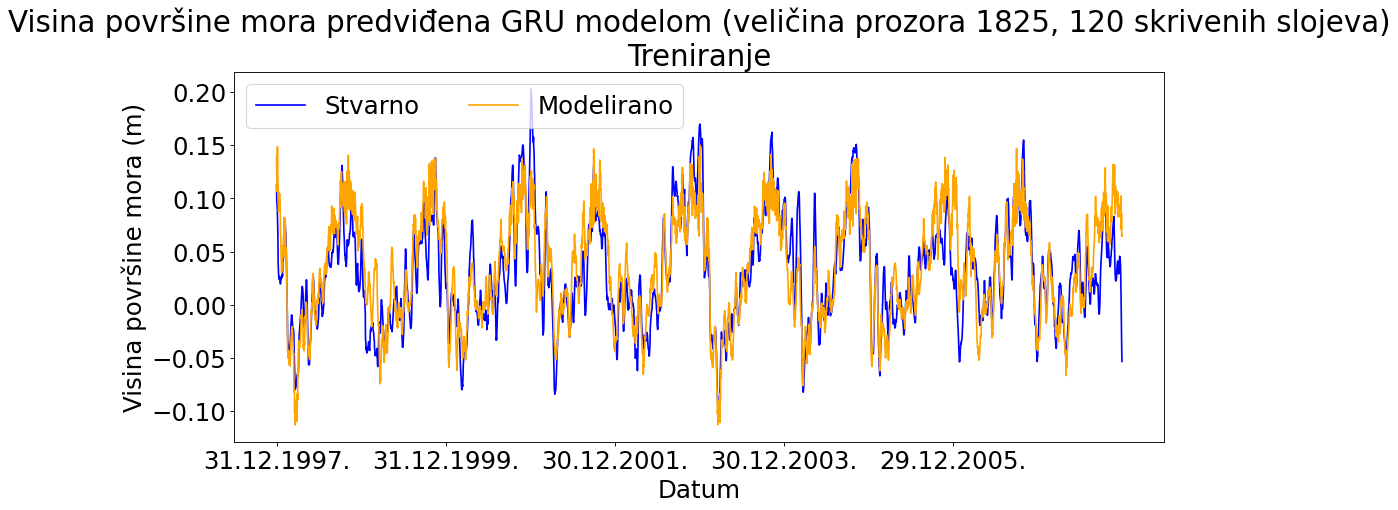 Visina površine mora predviđena GRU modelom (veličina prozora 1825, 120 skrivenih slojeva)
Treniranje
Stvarno
Modelirano
Visina površine mora (m)
0.20
0.15
0.10
0.05
0.00
−0.05
−0.10
31.12.1997.
31.12.1999.
30.12.2001.
30.12.2003.
29.12.2005.
Datum